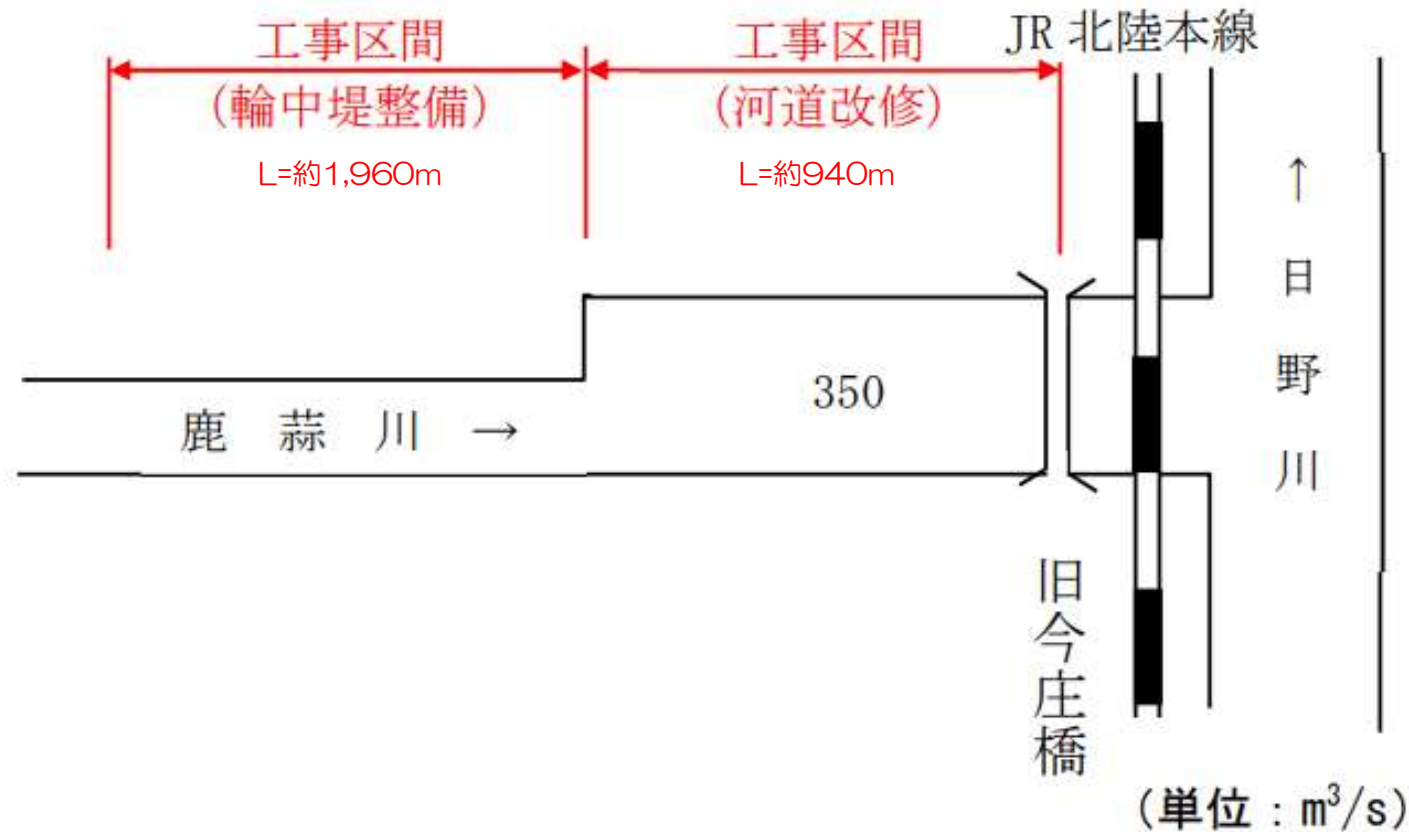 工事区間
(輪中堤整備)
L=約1,960m
工事区間
(河道改修)
L=約940m
JR 北陸本線
350
鹿蒜川 →
↑日野川
旧今庄橋
(単位：m³/s)